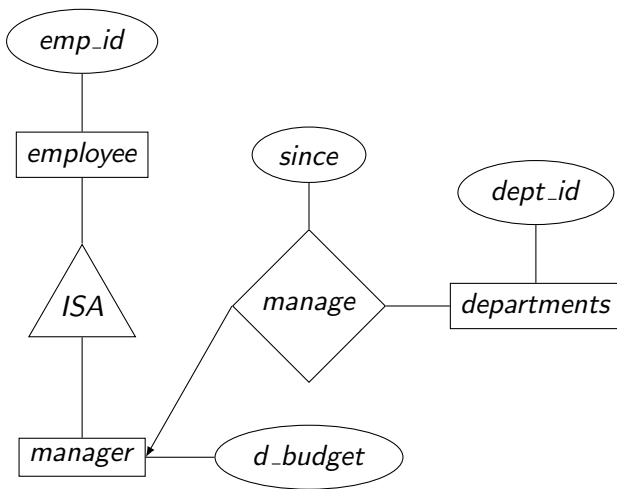 emp_id
employee
since
dept_id
ISA
manage
departments
manager
d_budget